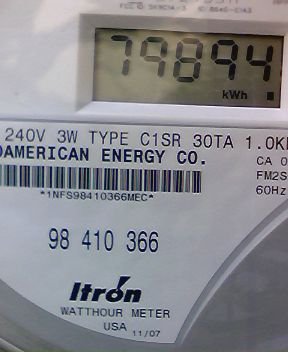 79894
kWh
240V 3W TYPE C1SR 30TA 1.0K
AMERICAN ENERGY CO.
CA 0
FM2S
*1NFS98410366MEC*
60Hz
98 410 366
Itron
WATTHOUR METER
USA 11/07